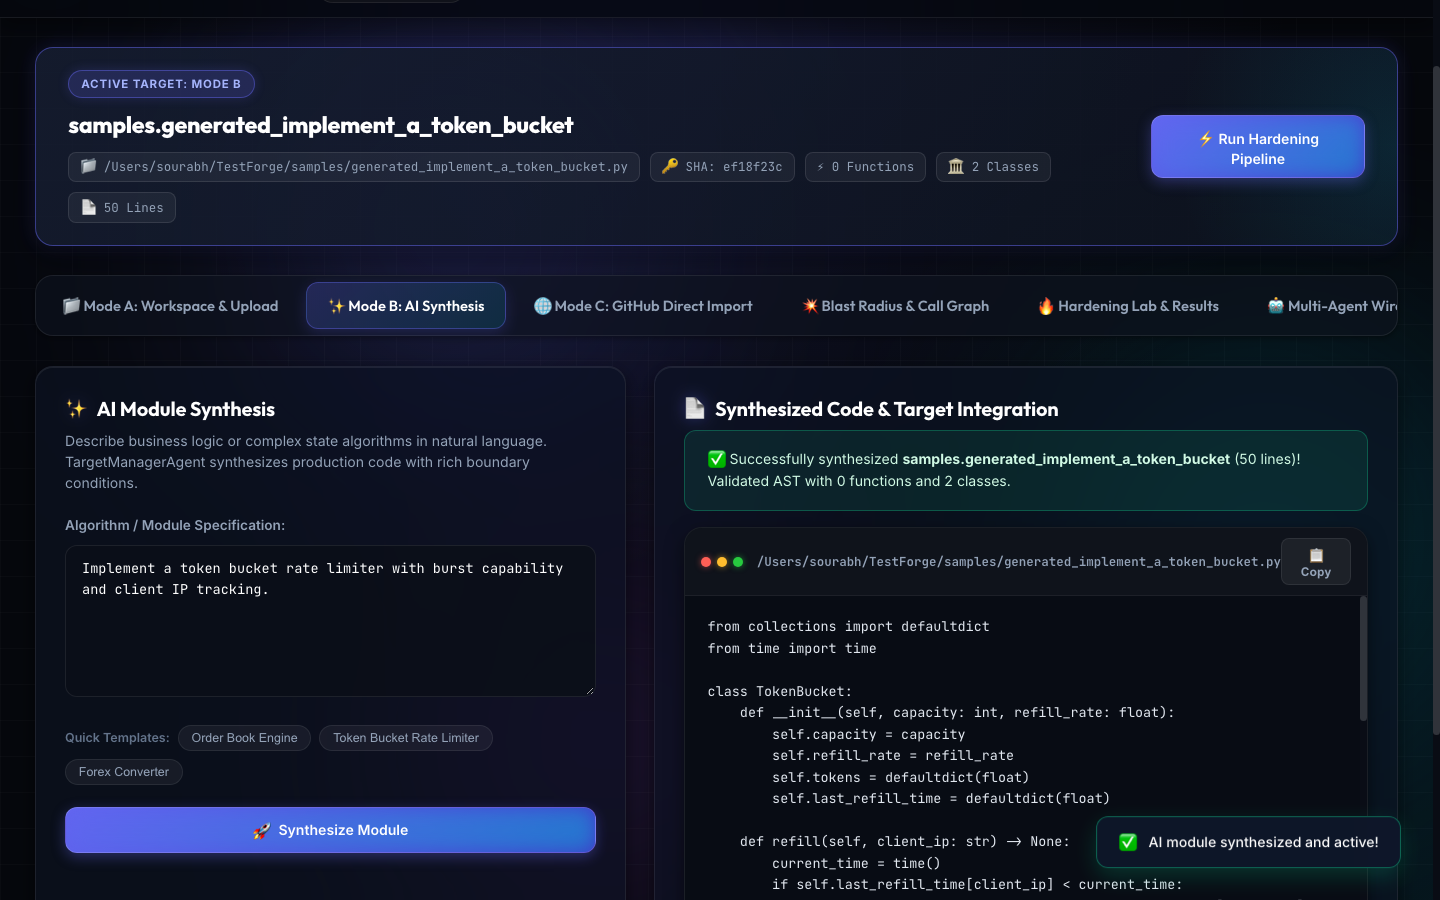 ACTIVE TARGET: MODE B
samples.generated_implement_a_token_bucket
/Users/sourabh/TestForge/samples/generated_implement_a_token_bucket.py
SHA: ef18f23c
0 Functions
2 Classes
50 Lines
Run Hardening
Pipeline
Mode A: Workspace & Upload
Mode B: AI Synthesis
Mode C: GitHub Direct Import
Blast Radius & Call Graph
Hardening Lab & Results
Multi-Agent Wir
AI Module Synthesis
Describe business logic or complex state algorithms in natural language.
TargetManagerAgent synthesizes production code with rich boundary
conditions.
Algorithm / Module Specification:
Implement a token bucket rate limiter with burst capability
and client IP tracking.
Quick Templates:
Order Book Engine
Token Bucket Rate Limiter
Forex Converter
Synthesize Module
Synthesized Code & Target Integration
Successfully synthesized samples.generated_implement_a_token_bucket (50 lines)!
Validated AST with 0 functions and 2 classes.
/Users/sourabh/TestForge/samples/generated_implement_a_token_bucket.py
Copy
from collections import defaultdict
from time import time
class TokenBucket:
def __init__(self, capacity: int, refill_rate: float):
self.capacity = capacity
self.refill_rate = refill_rate
self.tokens = defaultdict(float)
self.last_refill_time = defaultdict(float)
def refill(self, client_ip: str) -> None:
current_time = time()
if self.last_refill_time[client_ip] < current_time:
AI module synthesized and active!